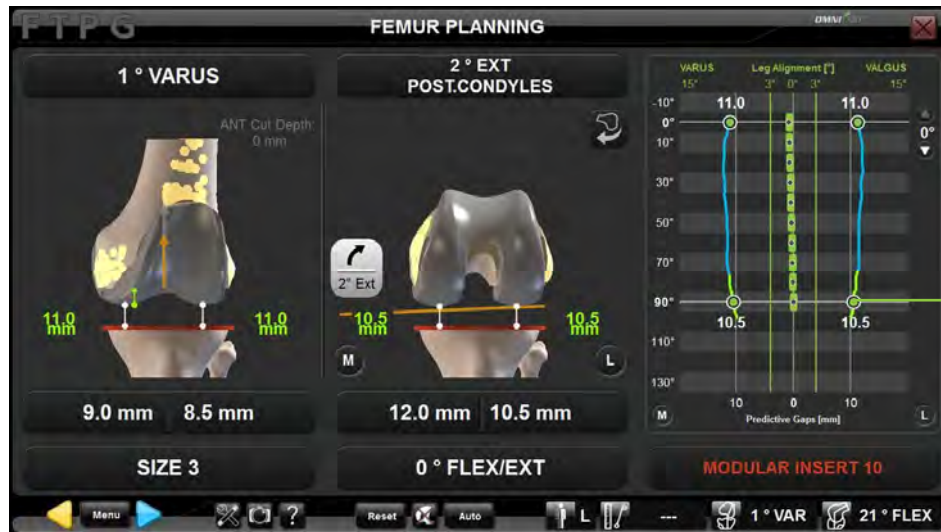 F T P G
FEMUR PLANNING
1 ° VARUS
2 ° EXT
POST.CONDYLES
ANT Cut Depth:
0 mm
2° Ext
11.0
mm
11.0
mm
10.5
mm
10.5
mm
M
L
9.0 mm
8.5 mm
12.0 mm
10.5 mm
SIZE 3
0 ° FLEX/EXT
VARUS
Leg Alignment [°]
VALGUS
15°
3°
0°
3°
15°
-10°
11.0
11.0
0°
0°
10°
30°
50°
70°
90°
10.5
10.5
110°
130°
10
0
10
M
Predictive Gaps [mm]
L
MODULAR INSERT 10
Menu
?
Reset
Auto
L
---
1 ° VAR
21 ° FLEX